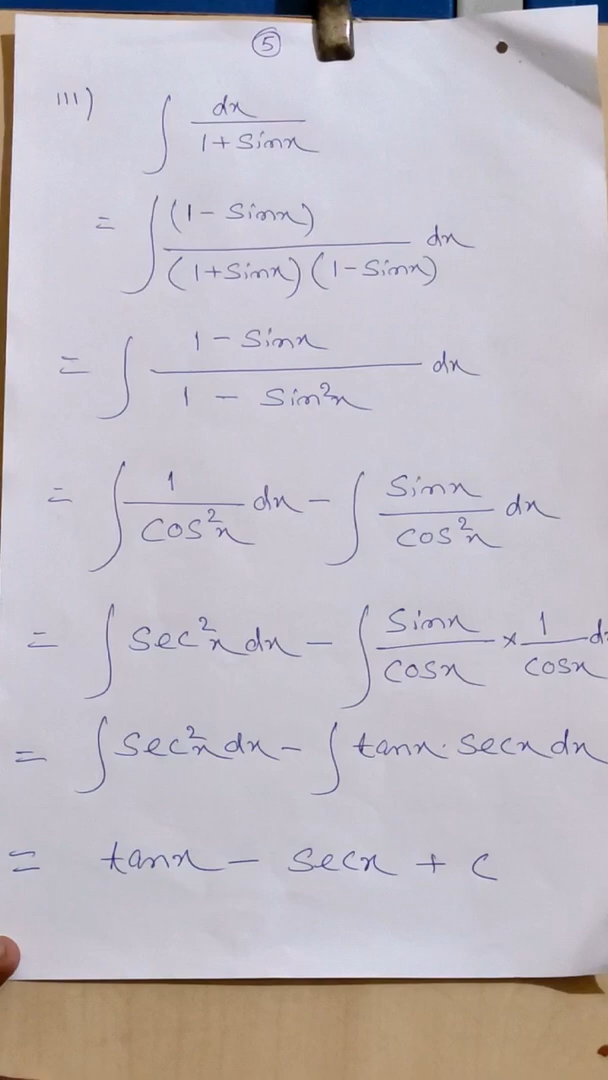 5
111) ∫ dx / 1 + Sinx
= ∫ (1 - Sinx) / (1+Sinx) (1-Sinx) dx
= ∫ 1 - Sinx / 1 - Sin²x dx
= ∫ 1 / COS²x dx - ∫ Sinx / COS²x dx
= ∫ Sec²x dx - ∫ Sinx / COSx × 1 / COSx d
= ∫ Sec²x dx - ∫ tanx. Secx dx
= tanx - Secx + C